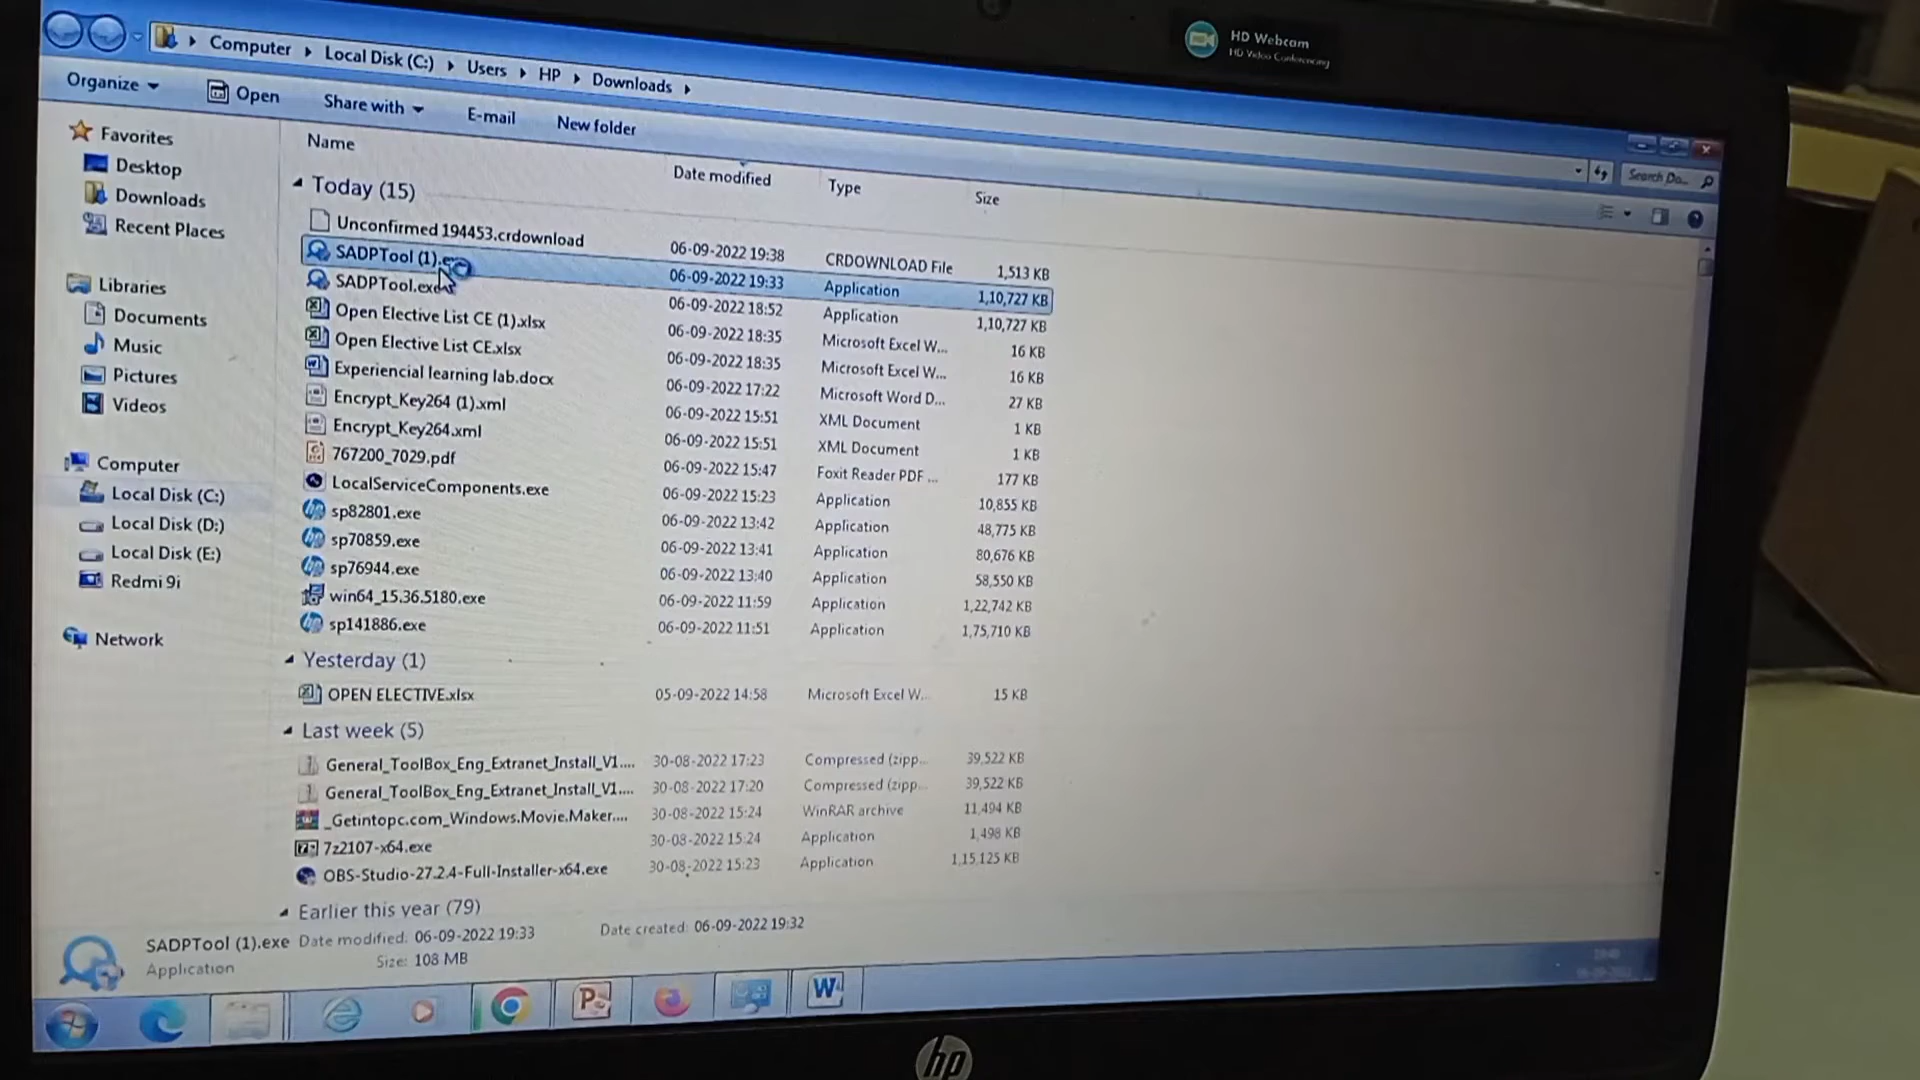 HD Webcam
HD Video Conferencing
Computer Local Disk (C:) Users HP Downloads
Search Do...
Organize Open Share with E-mail New folder
Favorites
Desktop
Downloads
Recent Places
Libraries
Documents
Music
Pictures
Videos
Computer
Local Disk (C:)
Local Disk (D:)
Local Disk (E:)
Redmi 9i
Network
Name Date modified Type Size
Today (15)
Unconfirmed 194453.crdownload 06-09-2022 19:38 CRDOWNLOAD File 1,513 KB
SADPTool (1).e 06-09-2022 19:33 Application 1,10,727 KB
SADPTool.exe 06-09-2022 18:52 Application 1,10,727 KB
Open Elective List CE (1).xlsx 06-09-2022 18:35 Microsoft Excel W... 16 KB
Open Elective List CE.xlsx 06-09-2022 18:35 Microsoft Excel W... 16 KB
Experiencial learning lab.docx 06-09-2022 17:22 Microsoft Word D... 27 KB
Encrypt_Key264 (1).xml 06-09-2022 15:51 XML Document 1 KB
Encrypt_Key264.xml 06-09-2022 15:51 XML Document 1 KB
767200_7029.pdf 06-09-2022 15:47 Foxit Reader PDF ... 177 KB
LocalServiceComponents.exe 06-09-2022 15:23 Application 10,855 KB
sp82801.exe 06-09-2022 13:42 Application 48,775 KB
sp70859.exe 06-09-2022 13:41 Application 80,676 KB
sp76944.exe 06-09-2022 13:40 Application 58,550 KB
win64_15.36.5180.exe 06-09-2022 11:59 Application 1,22,742 KB
sp141886.exe 06-09-2022 11:51 Application 1,75,710 KB
Yesterday (1)
OPEN ELECTIVE.xlsx 05-09-2022 14:58 Microsoft Excel W... 15 KB
Last week (5)
General_ToolBox_Eng_Extranet_Install_V1.... 30-08-2022 17:23 Compressed (zipp... 39,522 KB
General_ToolBox_Eng_Extranet_Install_V1.... 30-08-2022 17:20 Compressed (zipp... 39,522 KB
_Getintopc.com_Windows.Movie.Maker.... 30-08-2022 15:24 WinRAR archive 11,494 KB
7z2107-x64.exe 30-08-2022 15:24 Application 1,498 KB
OBS-Studio-27.2.4-Full-Installer-x64.exe 30-08-2022 15:23 Application 1,15,125 KB
Earlier this year (79)
SADPTool (1).exe Date modified: 06-09-2022 19:33 Date created: 06-09-2022 19:32
Application Size: 108 MB
hp